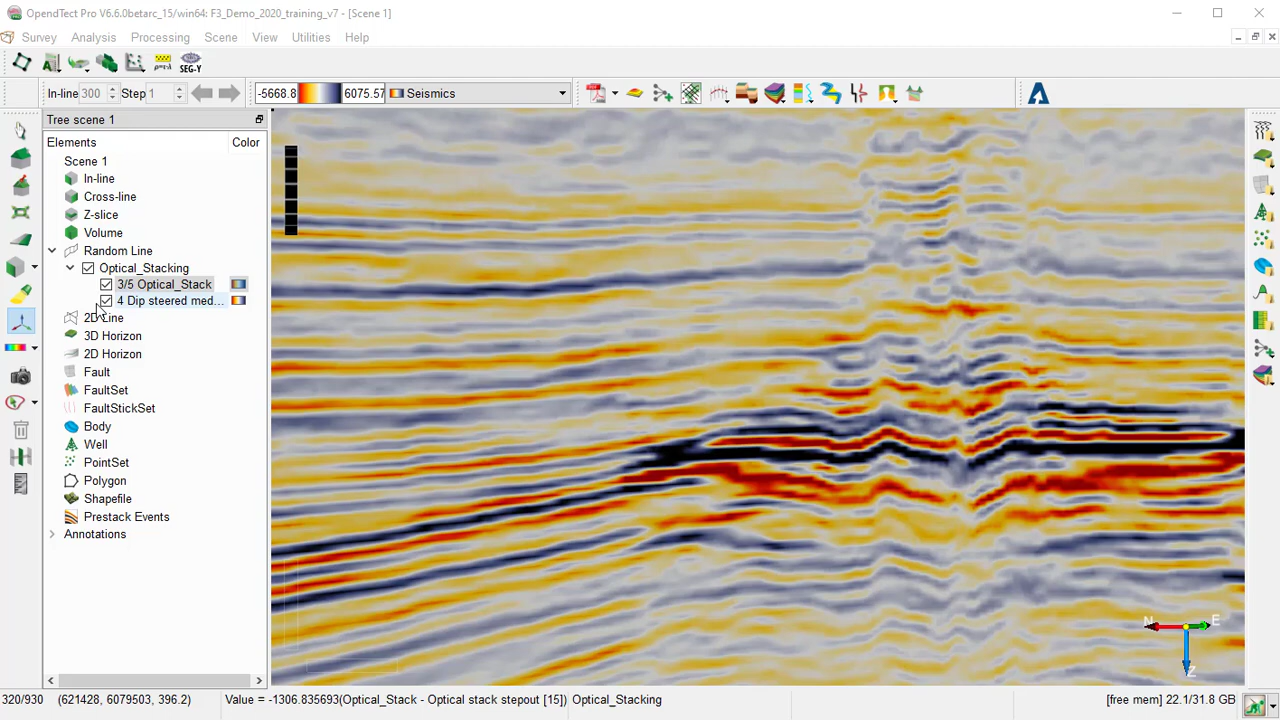 OpendTect Pro V6.6.0betarc_15/win64: F3_Demo_2020_training_v7 - [Scene 1]
Survey Analysis Processing Scene View Utilities Help
SEG-Y
In-line 300 Step 1 -5668.8 6075.57 Seismics
Tree scene 1
Elements Color
Scene 1
In-line
Cross-line
Z-slice
Volume
Random Line
Optical_Stacking
3/5 Optical_Stack
4 Dip steered med...
2D Line
3D Horizon
2D Horizon
Fault
FaultSet
FaultStickSet
Body
Well
PointSet
Polygon
Shapefile
Prestack Events
Annotations
N E
Z
320/930 (621428, 6079503, 396.2) Value = -1306.835693(Optical_Stack - Optical stack stepout [15]) Optical_Stacking [free mem] 22.1/31.8 GB